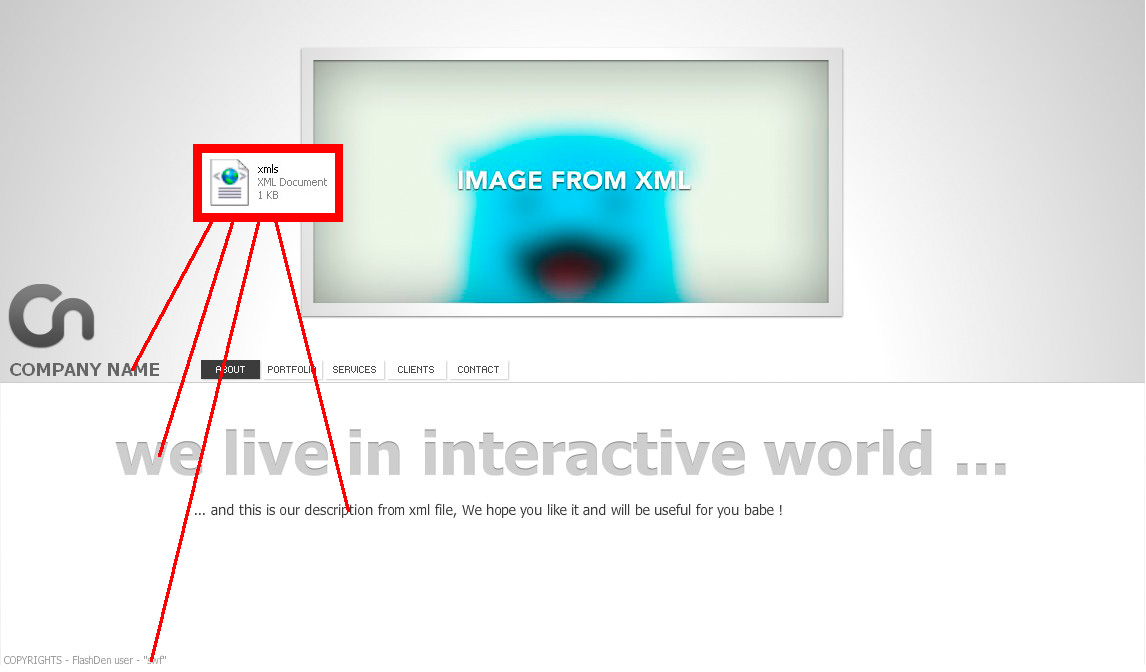 xmls
XML Document
1 KB
IMAGE FROM XML
Cn
COMPANY NAME
ABOUT PORTFOLIO SERVICES CLIENTS CONTACT
we live in interactive world ...
... and this is our description from xml file, We hope you like it and will be useful for you babe !
COPYRIGHTS - FlashDen user - "swf"